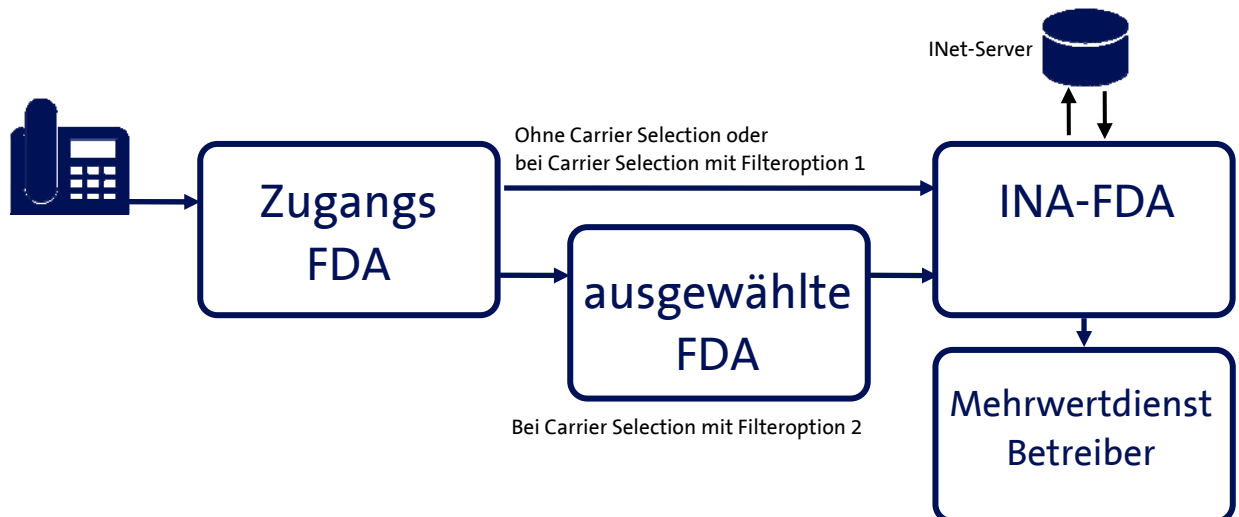 INet-Server
Ohne Carrier Selection oder
bei Carrier Selection mit Filteroption 1
Zugangs
FDA
INA-FDA
ausgewählte
FDA
Bei Carrier Selection mit Filteroption 2
Mehrwertdienst
Betreiber